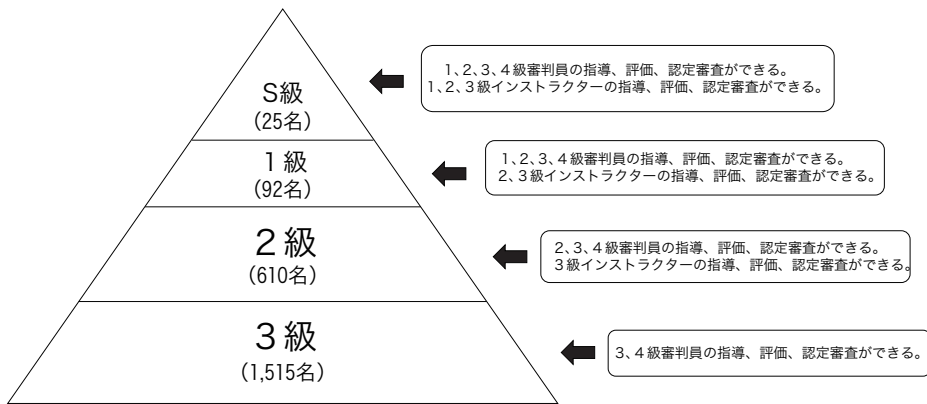 S級
(25名)
1、2、3、4級審判員の指導、評価、認定審査ができる。
1、2、3級インストラクターの指導、評価、認定審査ができる。
1級
(92名)
1、2、3、4級審判員の指導、評価、認定審査ができる。
2、3級インストラクターの指導、評価、認定審査ができる。
2級
(610名)
2、3、4級審判員の指導、評価、認定審査ができる。
3級インストラクターの指導、評価、認定審査ができる。
3級
(1,515名)
3、4級審判員の指導、評価、認定審査ができる。